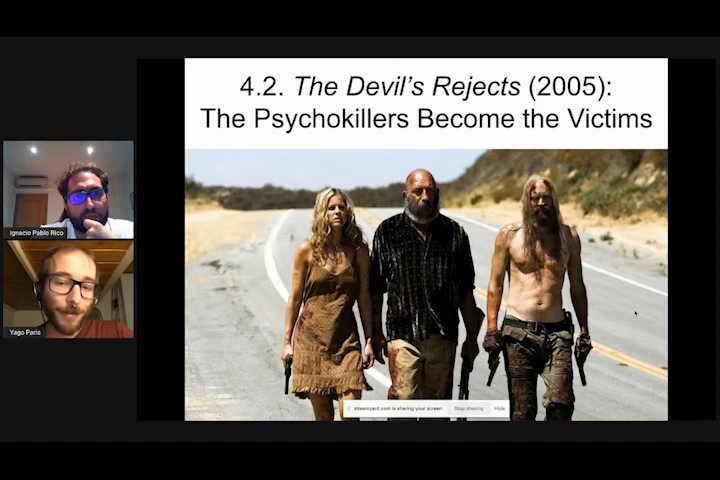 4.2. The Devil's Rejects (2005):
The Psychokillers Become the Victims
Ignacio Pablo Rico
Yago Paris
streamyard.com is sharing your screen. Stop sharing Hide